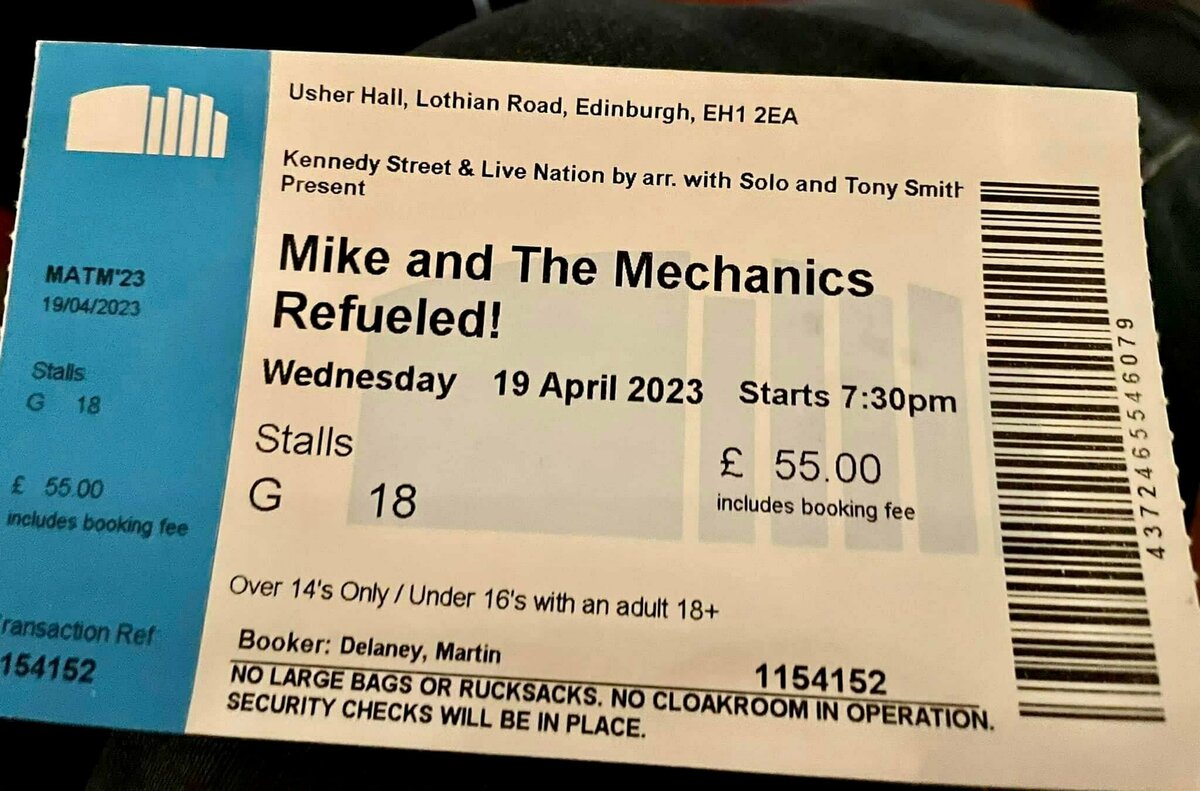 MATM'23
19/04/2023
Stalls
G 18
£ 55.00
includes booking fee
ransaction Ref:
154152
Usher Hall, Lothian Road, Edinburgh, EH1 2EA
Kennedy Street & Live Nation by arr. with Solo and Tony Smith
Present
Mike and The Mechanics
Refueled!
Wednesday 19 April 2023 Starts 7:30pm
Stalls £ 55.00
G 18 includes booking fee
Over 14's Only / Under 16's with an adult 18+
Booker: Delaney, Martin 1154152
NO LARGE BAGS OR RUCKSACKS. NO CLOAKROOM IN OPERATION.
SECURITY CHECKS WILL BE IN PLACE.
43724655546079